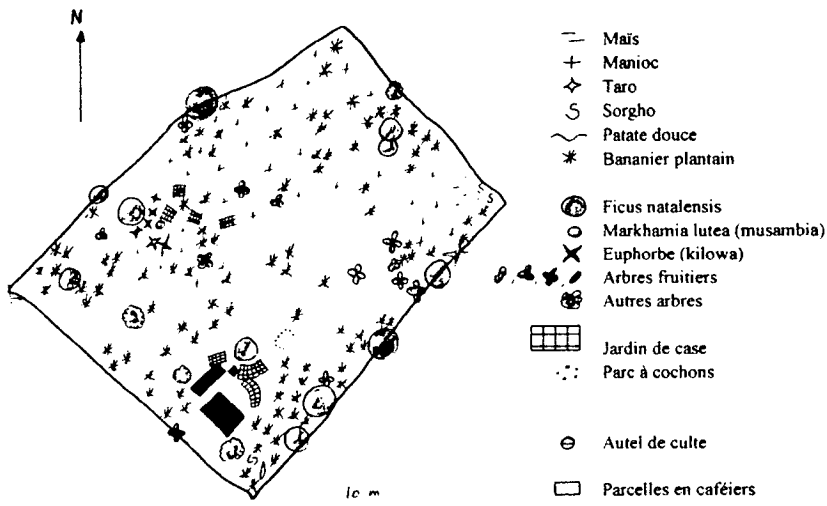 N
Maïs
Manioc
Taro
Sorgho
Patate douce
Bananier plantain
Ficus natalensis
Markhamia lutea (musambia)
Euphorbe (kilowa)
Arbres fruitiers
Autres arbres
Jardin de case
Parc à cochons
Autel de culte
Parcelles en caféiers
10 m